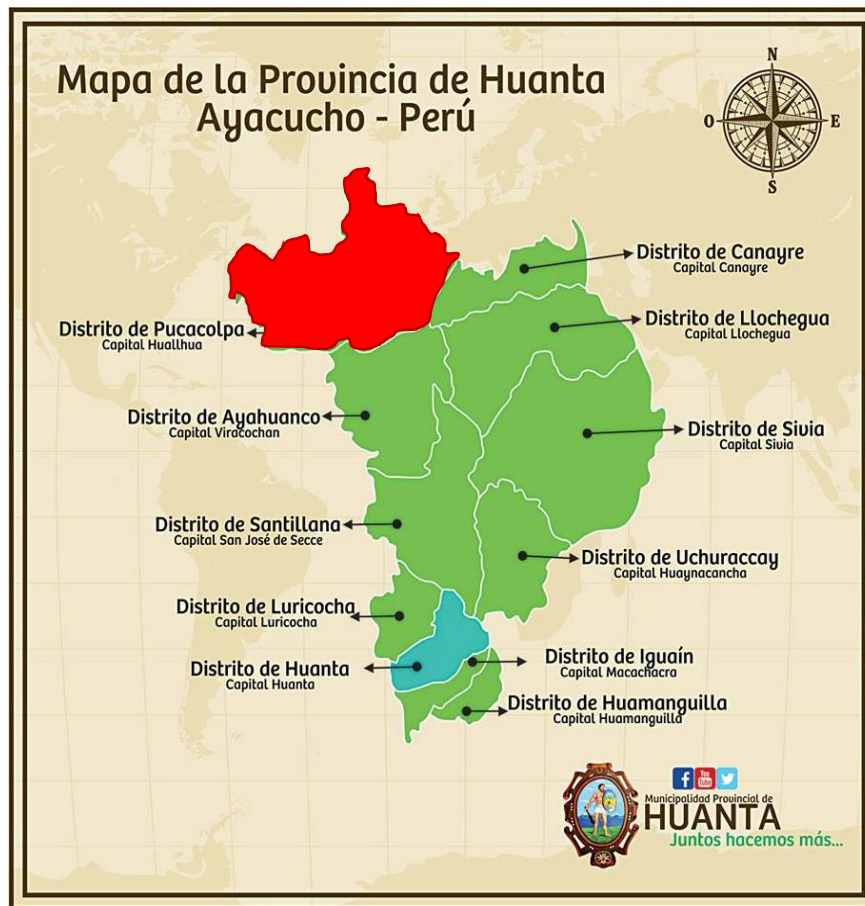 Mapa de la Provincia de Huanta
Ayacucho - Perú
N
O
E
S
Distrito de Canayre
Capital Canayre
Distrito de Llochegua
Capital Llochegua
Distrito de Pucacolpa
Capital Huallhua
Distrito de Ayahuanco
Capital Viracochan
Distrito de Sivia
Capital Sivia
Distrito de Santillana
Capital San José de Secce
Distrito de Uchuraccay
Capital Huaynacancha
Distrito de Luricocha
Capital Luricocha
Distrito de Huanta
Capital Huanta
Distrito de Iguaín
Capital Macachacra
Distrito de Huamanguilla
Capital Huamanguilla
f
You
Tube
Municipalidad Provincial de
HUANTA
Juntos hacemos más...